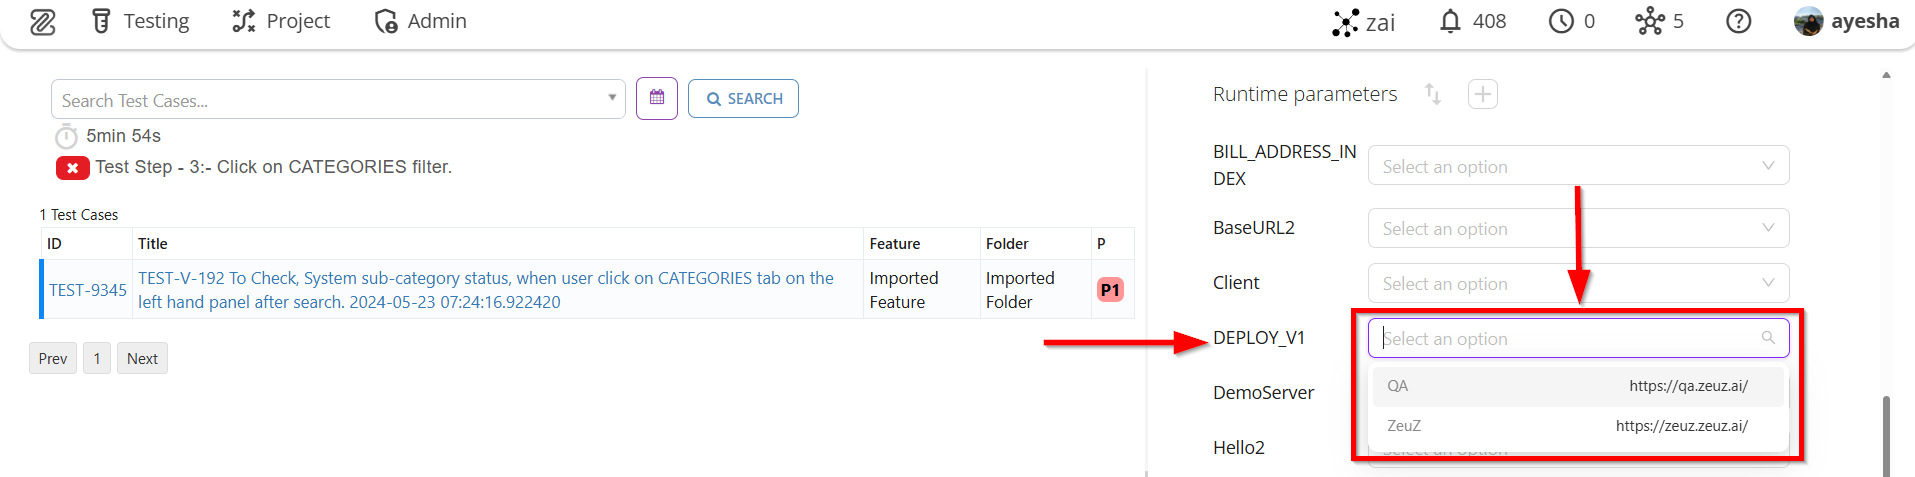 Testing Project Admin zai 408 0 5 ayesha
Search Test Cases... SEARCH
5min 54s
Test Step - 3:- Click on CATEGORIES filter.
1 Test Cases
ID Title Feature Folder P
TEST-9345 TEST-V-192 To Check, System sub-category status, when user click on CATEGORIES tab on the left hand panel after search. 2024-05-23 07:24:16.922420 Imported Feature Imported Folder P1
Prev 1 Next
Runtime parameters
BILL_ADDRESS_IN
DEX Select an option
BaseURL2 Select an option
Client Select an option
DEPLOY_V1 Select an option
QA https://qa.zeuz.ai/
DemoServer
ZeuZ https://zeuz.zeuz.ai/
Hello2 Select an option